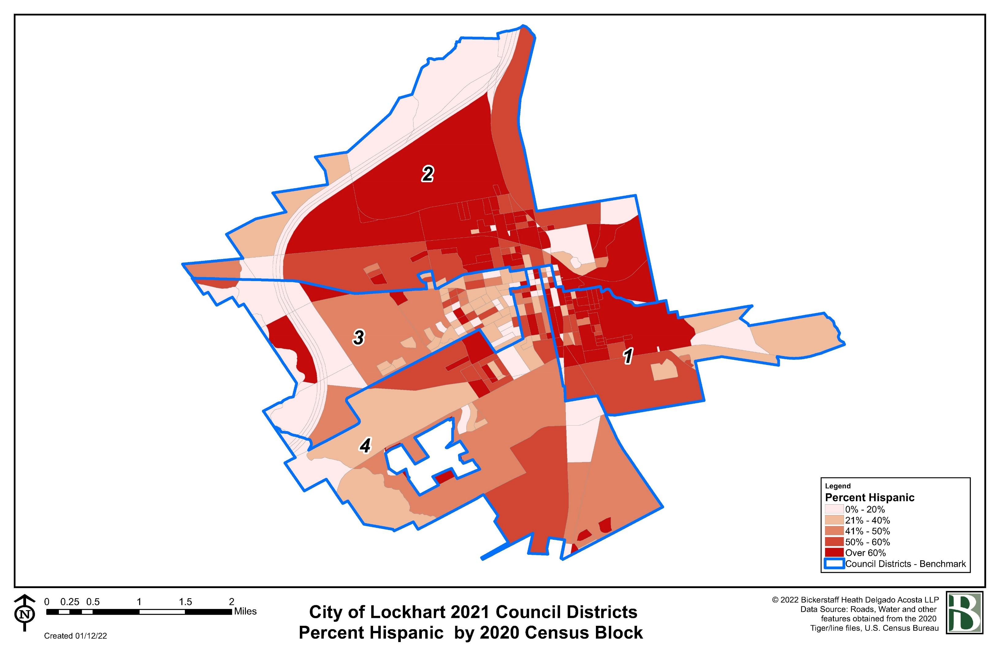 2
3
1
4
Legend
Percent Hispanic
0% - 20%
21% - 40%
41% - 50%
50% - 60%
Over 60%
Council Districts - Benchmark
N
0 0.25 0.5 1 1.5 2
Miles
Created 01/12/22
City of Lockhart 2021 Council Districts
Percent Hispanic by 2020 Census Block
© 2022 Bickerstaff Heath Delgado Acosta LLP
Data Source: Roads, Water and other
features obtained from the 2020
Tiger/line files, U.S. Census Bureau
B